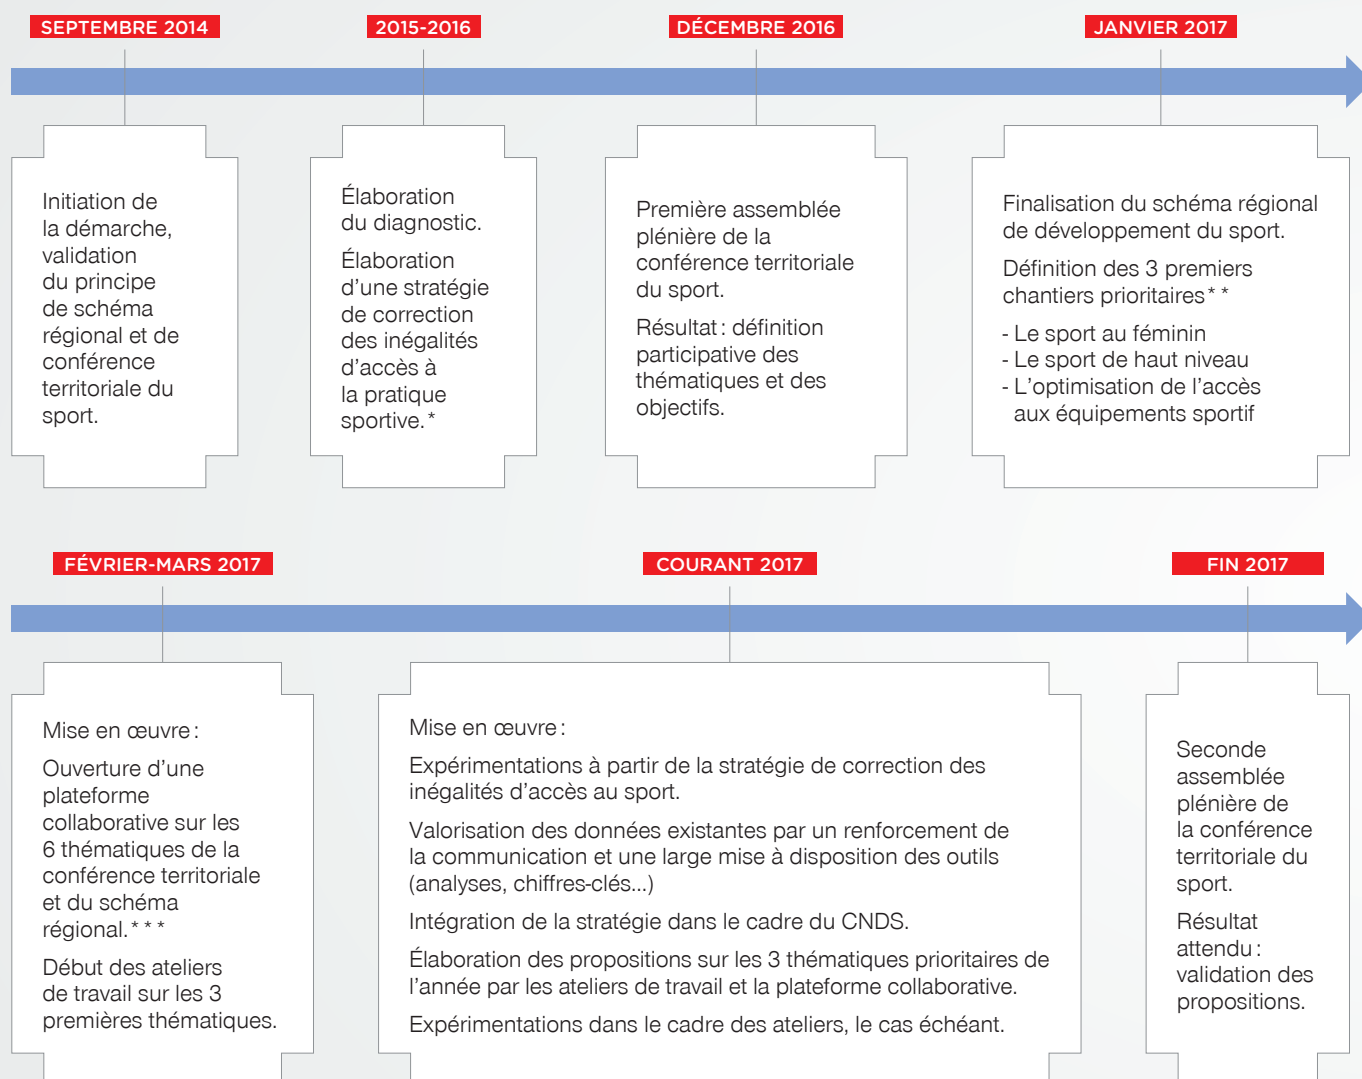 SEPTEMBRE 2014
2015-2016
DÉCEMBRE 2016
JANVIER 2017
Initiation de
la démarche,
validation
du principe
de schéma
régional et de
conférence
territoriale du
sport.
Élaboration
du diagnostic.
Élaboration
d'une stratégie
de correction
des inégalités
d'accès à
la pratique
sportive.*
Première assemblée
plénière de la
conférence territoriale
du sport.
Résultat : définition
participative des
thématiques et des
objectifs.
Finalisation du schéma régional
de développement du sport.
Définition des 3 premiers
chantiers prioritaires**
- Le sport au féminin
- Le sport de haut niveau
- L'optimisation de l'accès
aux équipements sportif
FÉVRIER-MARS 2017
COURANT 2017
FIN 2017
Mise en œuvre :
Ouverture d'une
plateforme
collaborative sur les
6 thématiques de la
conférence territoriale
et du schéma
régional.***
Début des ateliers
de travail sur les 3
premières thématiques.
Mise en œuvre :
Expérimentations à partir de la stratégie de correction des
inégalités d'accès au sport.
Valorisation des données existantes par un renforcement de
la communication et une large mise à disposition des outils
(analyses, chiffres-clés...)
Intégration de la stratégie dans le cadre du CNDS.
Élaboration des propositions sur les 3 thématiques prioritaires de
l'année par les ateliers de travail et la plateforme collaborative.
Expérimentations dans le cadre des ateliers, le cas échéant.
Seconde
assemblée
plénière de
la conférence
territoriale du
sport.
Résultat
attendu :
validation des
propositions.